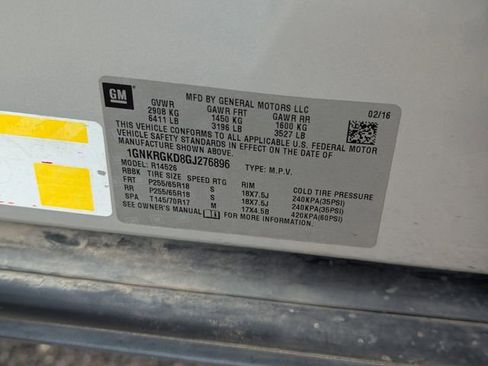 GM
MFD BY GENERAL MOTORS LLC
02/16
GVWR GAWR FRT GAWR RR
2908 KG 1450 KG 1600 KG
6411 LB 3196 LB 3527 LB
THIS VEHICLE CONFORMS TO ALL APPLICABLE U.S. FEDERAL MOTOR
VEHICLE SAFETY STANDARDS IN EFFECT ON THE DATE OF
MANUFACTURE SHOWN ABOVE.
1GNKRGKD8GJ276896 TYPE: M.P.V.
MODEL: R14526
RBBK TIRE SIZE SPEED RTG RIM COLD TIRE PRESSURE
FRT P255/65R18 S 18X7.5J 240KPA(35PSI)
RR P255/65R18 S 18X7.5J 240KPA(35PSI)
SPA T145/70R17 M 17X4.5B 420KPA(60PSI)
SEE OWNER'S MANUAL FOR MORE INFORMATION